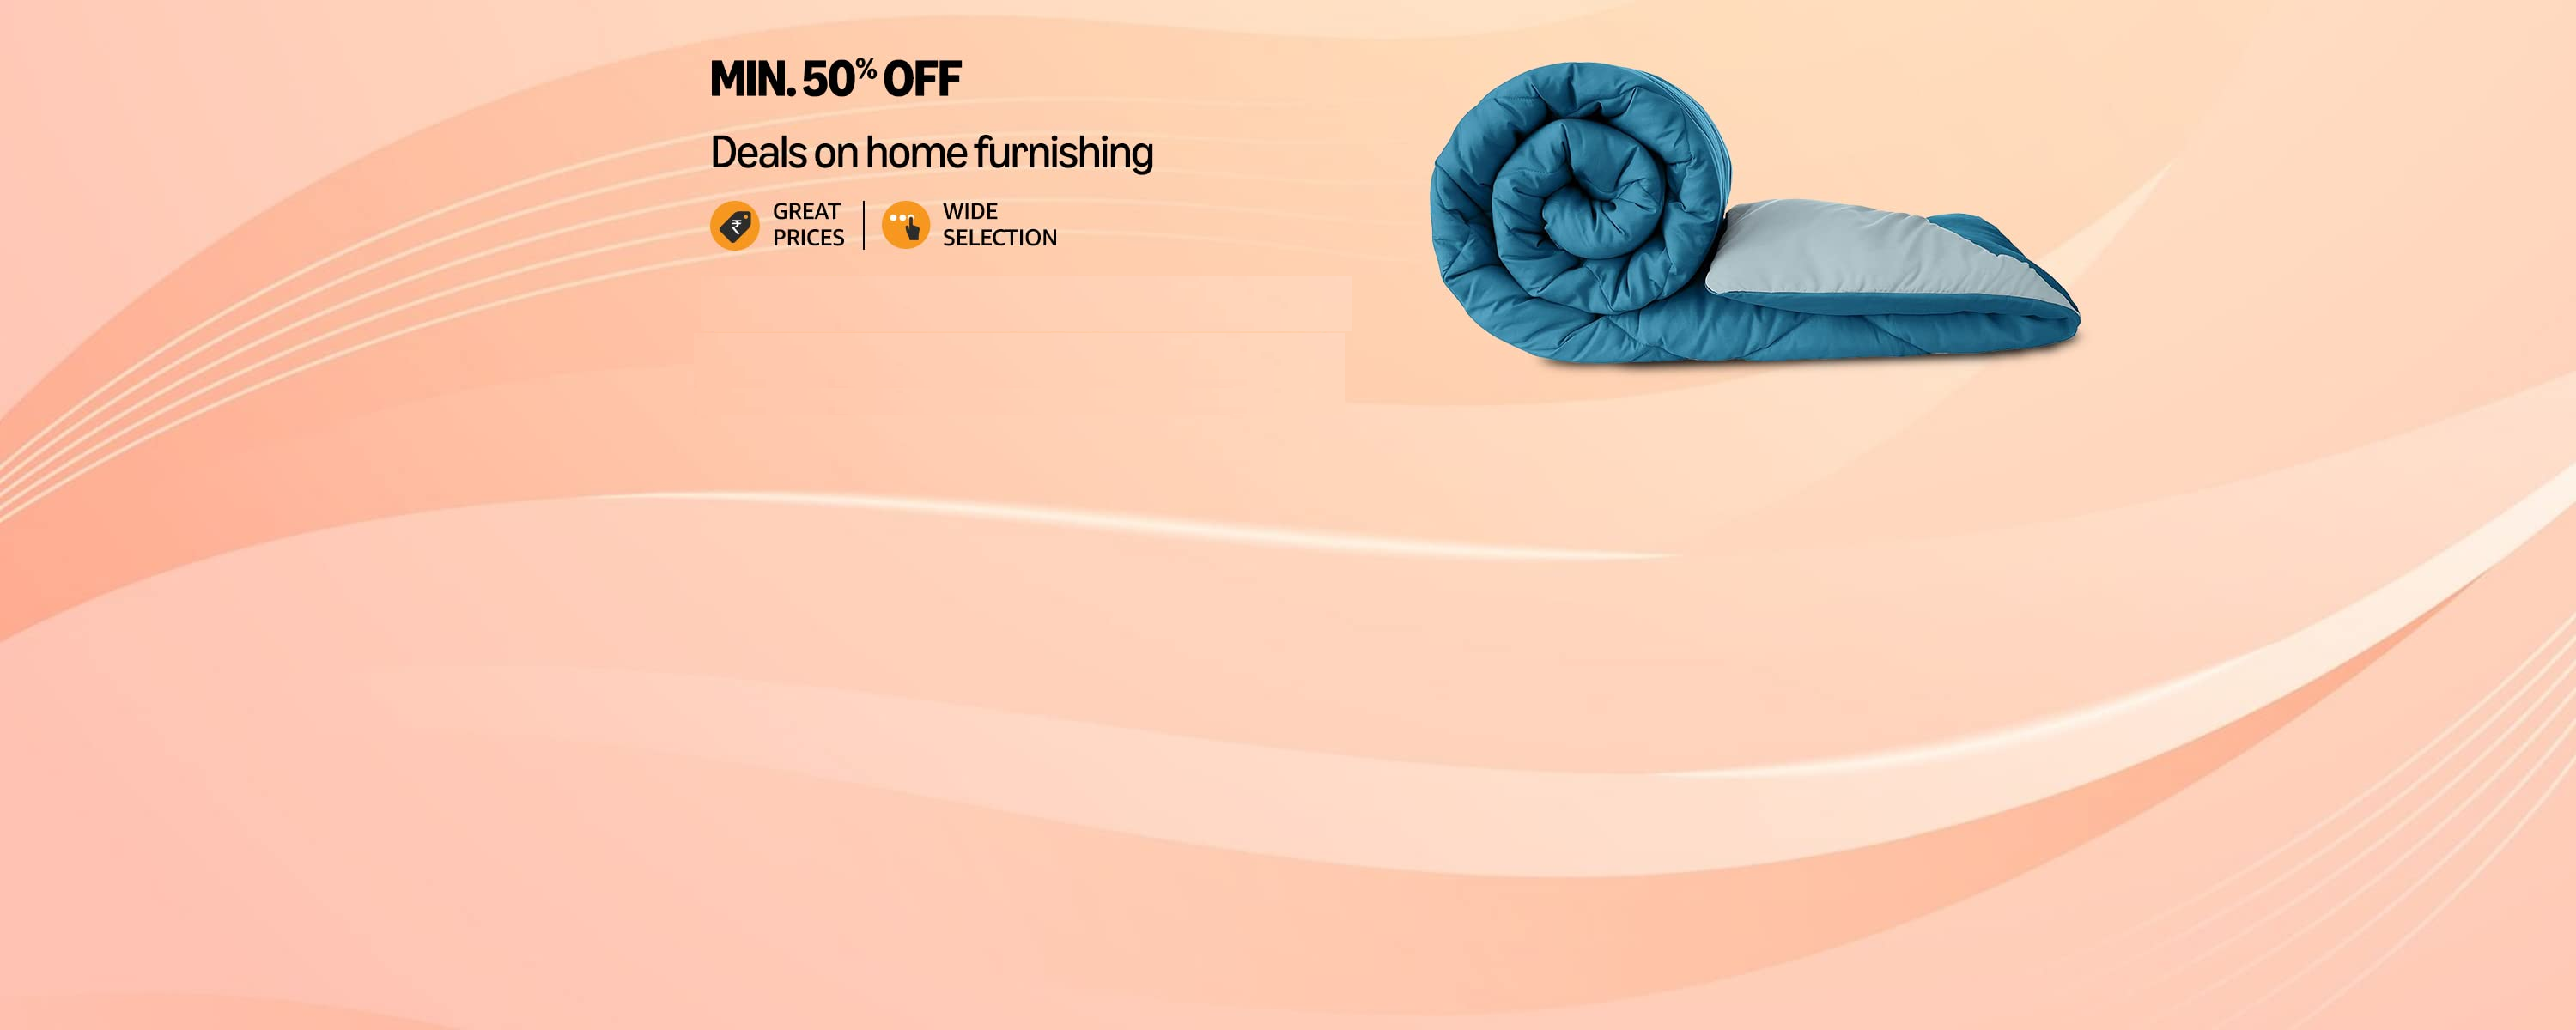 MIN. 50% OFF
Deals on home furnishing
₹
GREAT
PRICES
WIDE
SELECTION